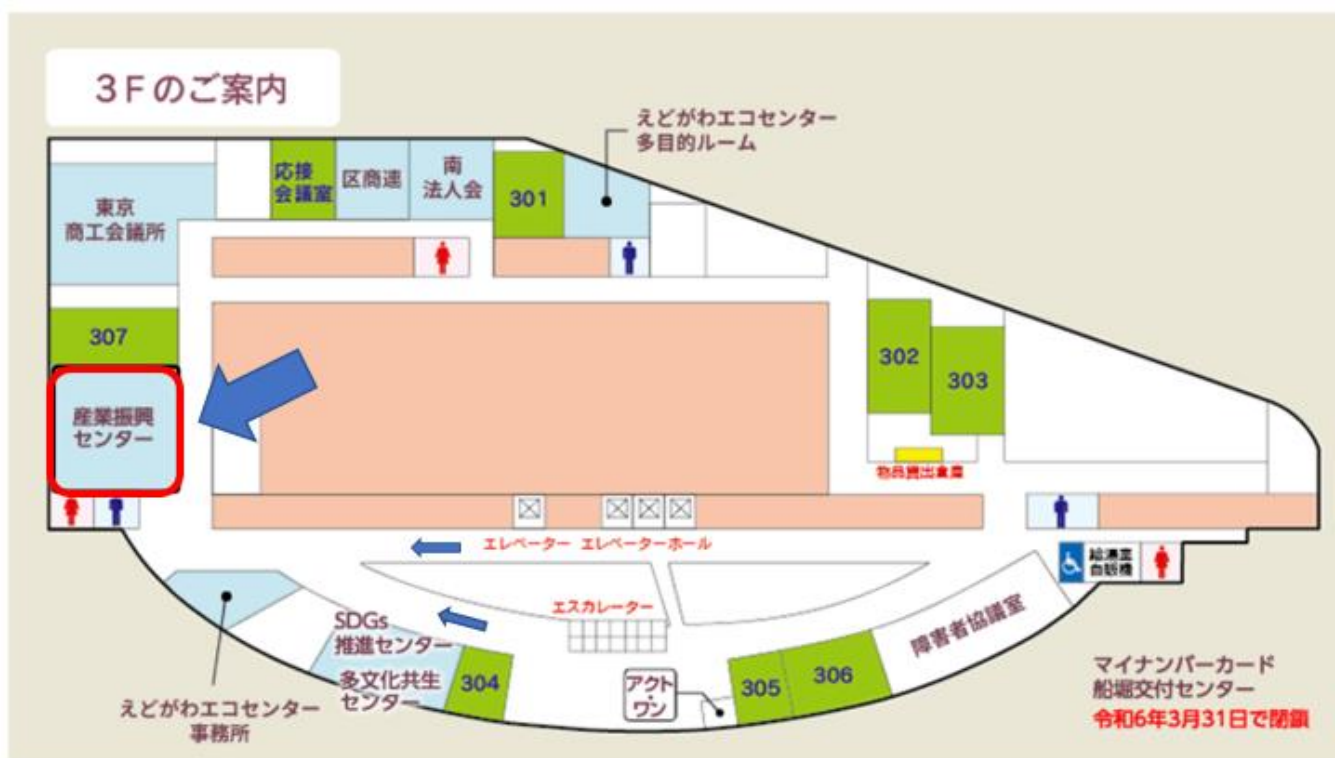 3Fのご案内
えどがわエコセンター
多目的ルーム
東京
商工会議所
応接
会議室
区商連
南
法人会
301
307
302
303
産業振興
センター
物品貸出倉庫
エレベーター エレベーターホール
給湯室
自販機
エスカレーター
SDGs
推進センター
多文化共生
センター
304
アクト・
ワン
305
306
障害者協議室
えどがわエコセンター
事務所
マイナンバーカード
船堀交付センター
令和6年3月31日で閉鎖